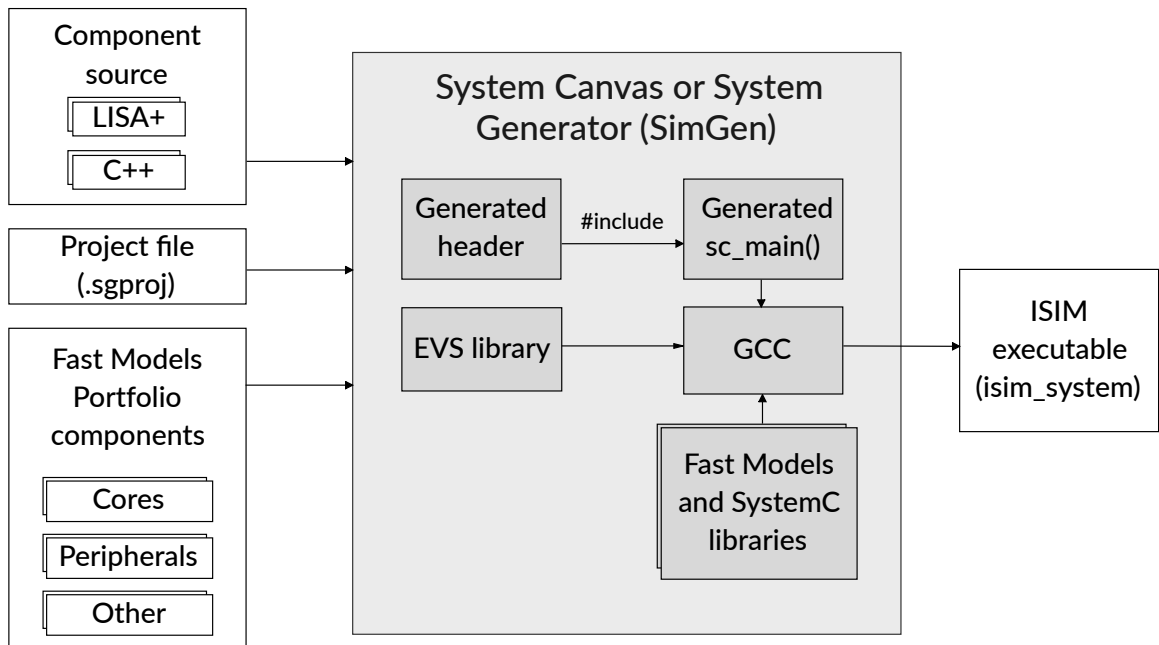 Component
source
LISA+
C++
Project file
(.sgproj)
Fast Models
Portfolio
components
Cores
Peripherals
Other
System Canvas or System
Generator (SimGen)
Generated
header
#include
Generated
sc_main()
EVS library
GCC
Fast Models
and SystemC
libraries
ISIM
executable
(isim_system)